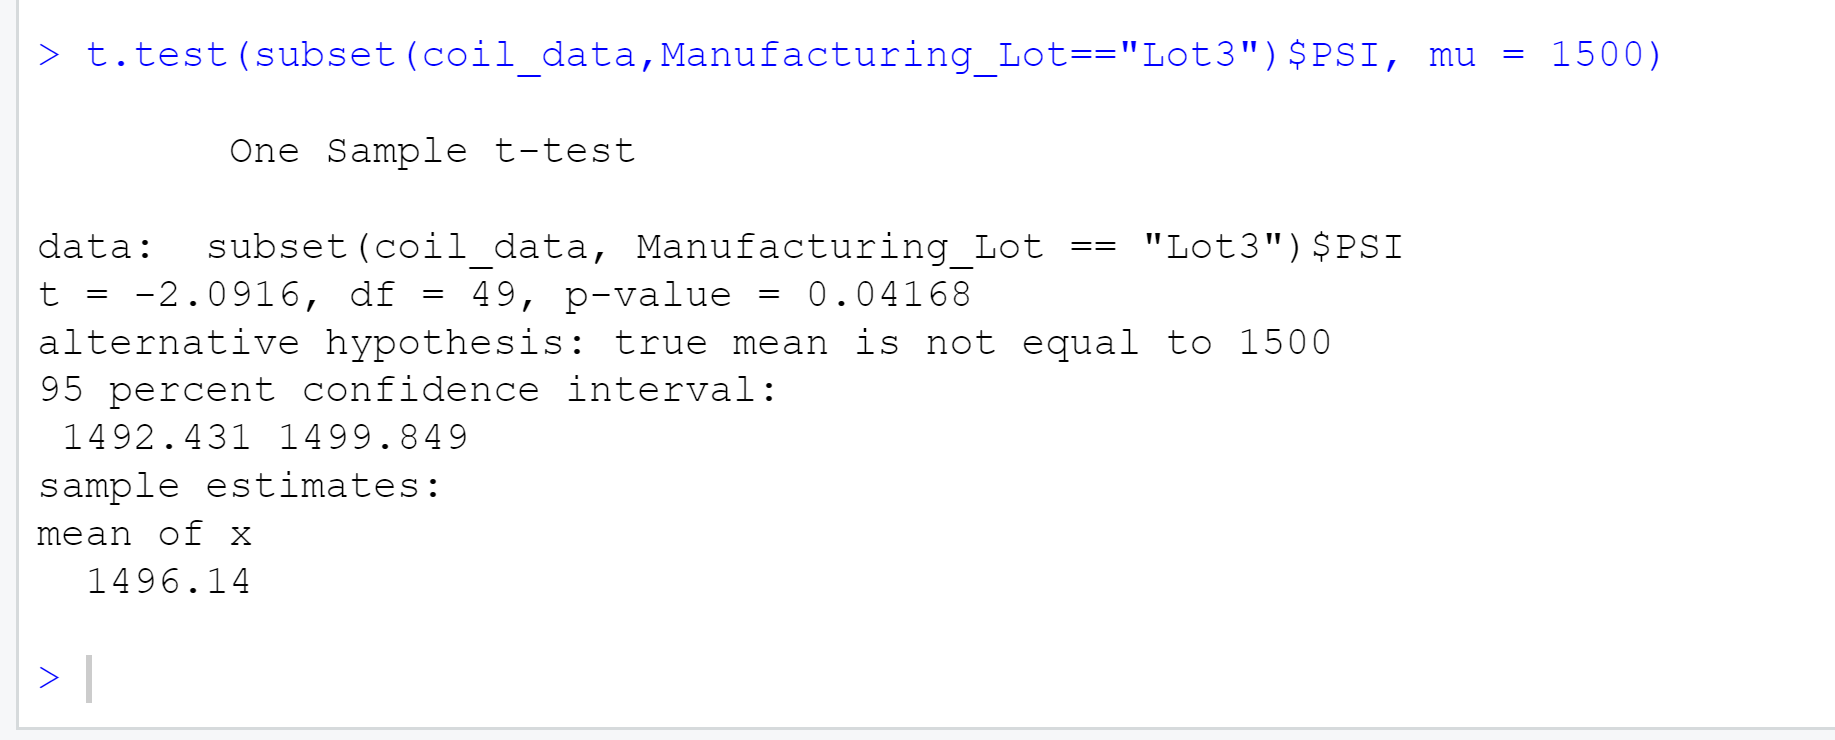 > t.test(subset(coil_data,Manufacturing_Lot=="Lot3")$PSI, mu = 1500)
One Sample t-test
data:  subset(coil_data, Manufacturing_Lot == "Lot3")$PSI
t = -2.0916, df = 49, p-value = 0.04168
alternative hypothesis: true mean is not equal to 1500
95 percent confidence interval:
1492.431 1499.849
sample estimates:
mean of x
1496.14
>